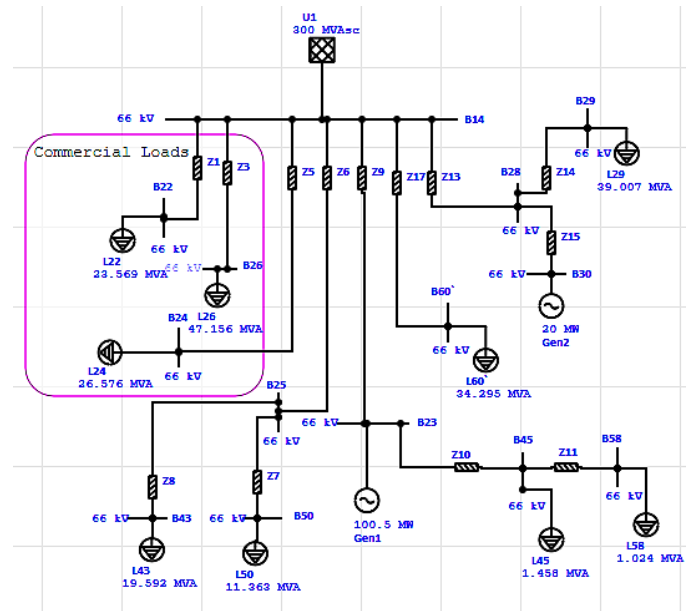 U1
300 MVAsc
66 kV
B14
Commercial Loads
Z1
Z3
Z5
Z6
Z9
Z17
Z13
B29
66 kV
L29
39.007 MVA
B28
Z14
66 kV
Z15
66 kV
B30
20 MW
Gen2
B22
66 kV
L22
23.569 MVA
66 kV
B26
L26
47.156 MVA
B24
66 kV
L24
26.576 MVA
B60`
66 kV
L60`
34.295 MVA
B25
66 kV
66 kV
B23
Z10
B45
Z11
B58
66 kV
66 kV
Z8
Z7
66 kV
B43
66 kV
B50
100.5 MW
Gen1
L43
19.592 MVA
L50
11.363 MVA
L45
1.458 MVA
L58
1.024 MVA